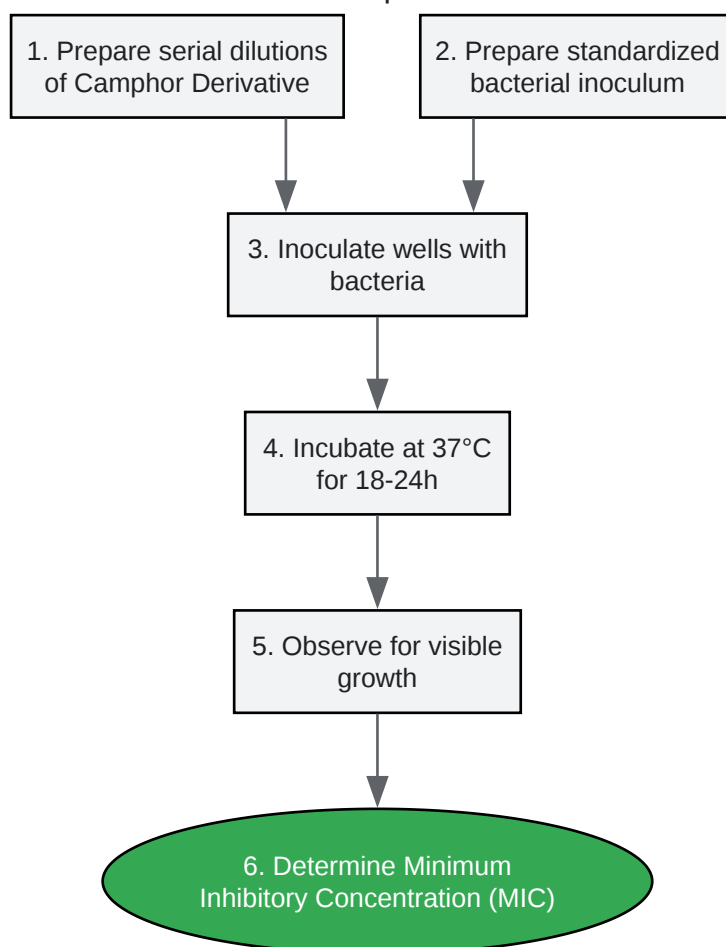 1. Prepare serial dilutions
of Camphor Derivative
2. Prepare standardized
bacterial inoculum
3. Inoculate wells with
bacteria
4. Incubate at 37°C
for 18-24h
5. Observe for visible
growth
6. Determine Minimum
Inhibitory Concentration (MIC)